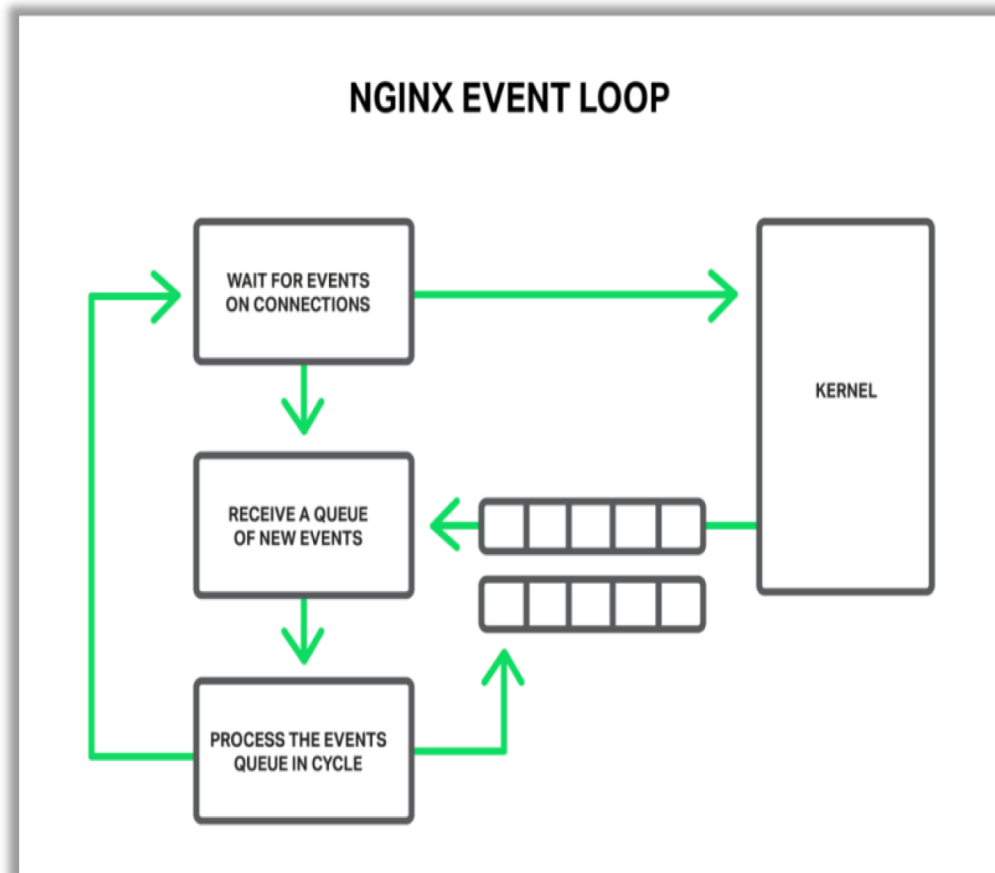 NGINX EVENT LOOP
WAIT FOR EVENTS
ON CONNECTIONS
KERNEL
RECEIVE A QUEUE
OF NEW EVENTS
PROCESS THE EVENTS
QUEUE IN CYCLE